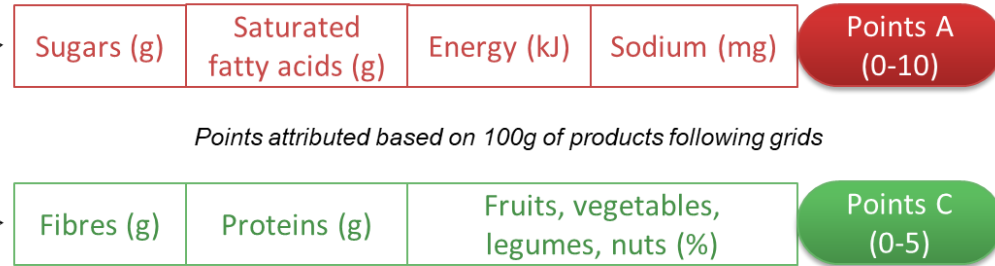 Sugars (g)
Saturated
fatty acids (g)
Energy (kJ)
Sodium (mg)
Points A
(0-10)
Points attributed based on 100g of products following grids
Fibres (g)
Proteins (g)
Fruits, vegetables,
legumes, nuts (%)
Points C
(0-5)